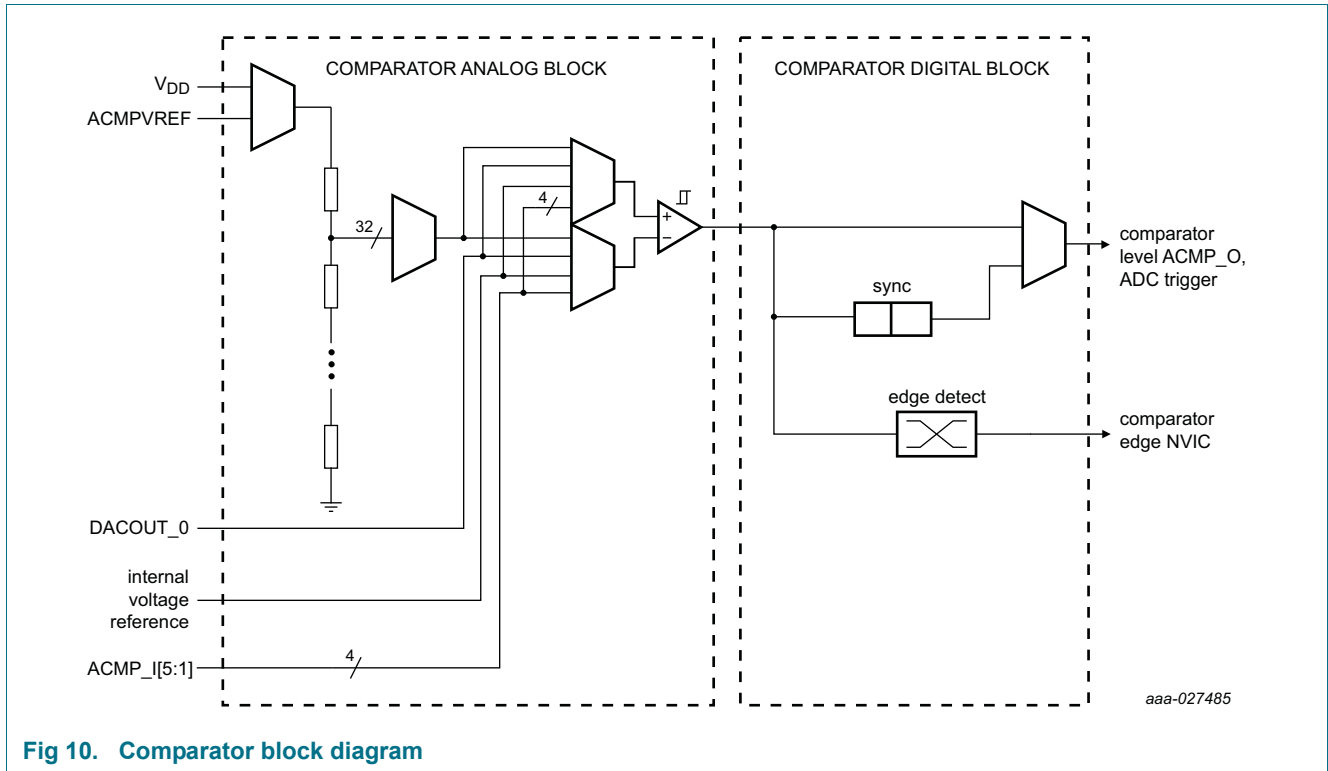 COMPARATOR ANALOG BLOCK
COMPARATOR DIGITAL BLOCK
VDD
ACMPVREF
32
4
+
−
sync
edge detect
comparator
level ACMP_O,
ADC trigger
comparator
edge NVIC
DACOUT_0
internal
voltage
reference
ACMP_I[5:1]
4
aaa-027485
Fig 10. Comparator block diagram